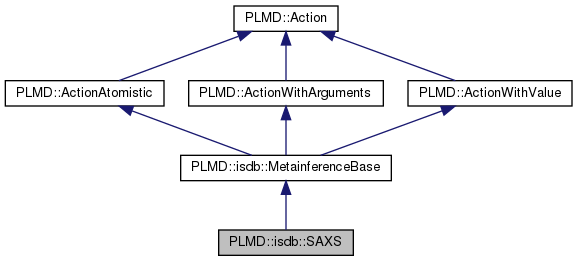 PLMD::Action
PLMD::ActionAtomistic
PLMD::ActionWithArguments
PLMD::ActionWithValue
PLMD::isdb::MetainferenceBase
PLMD::isdb::SAXS